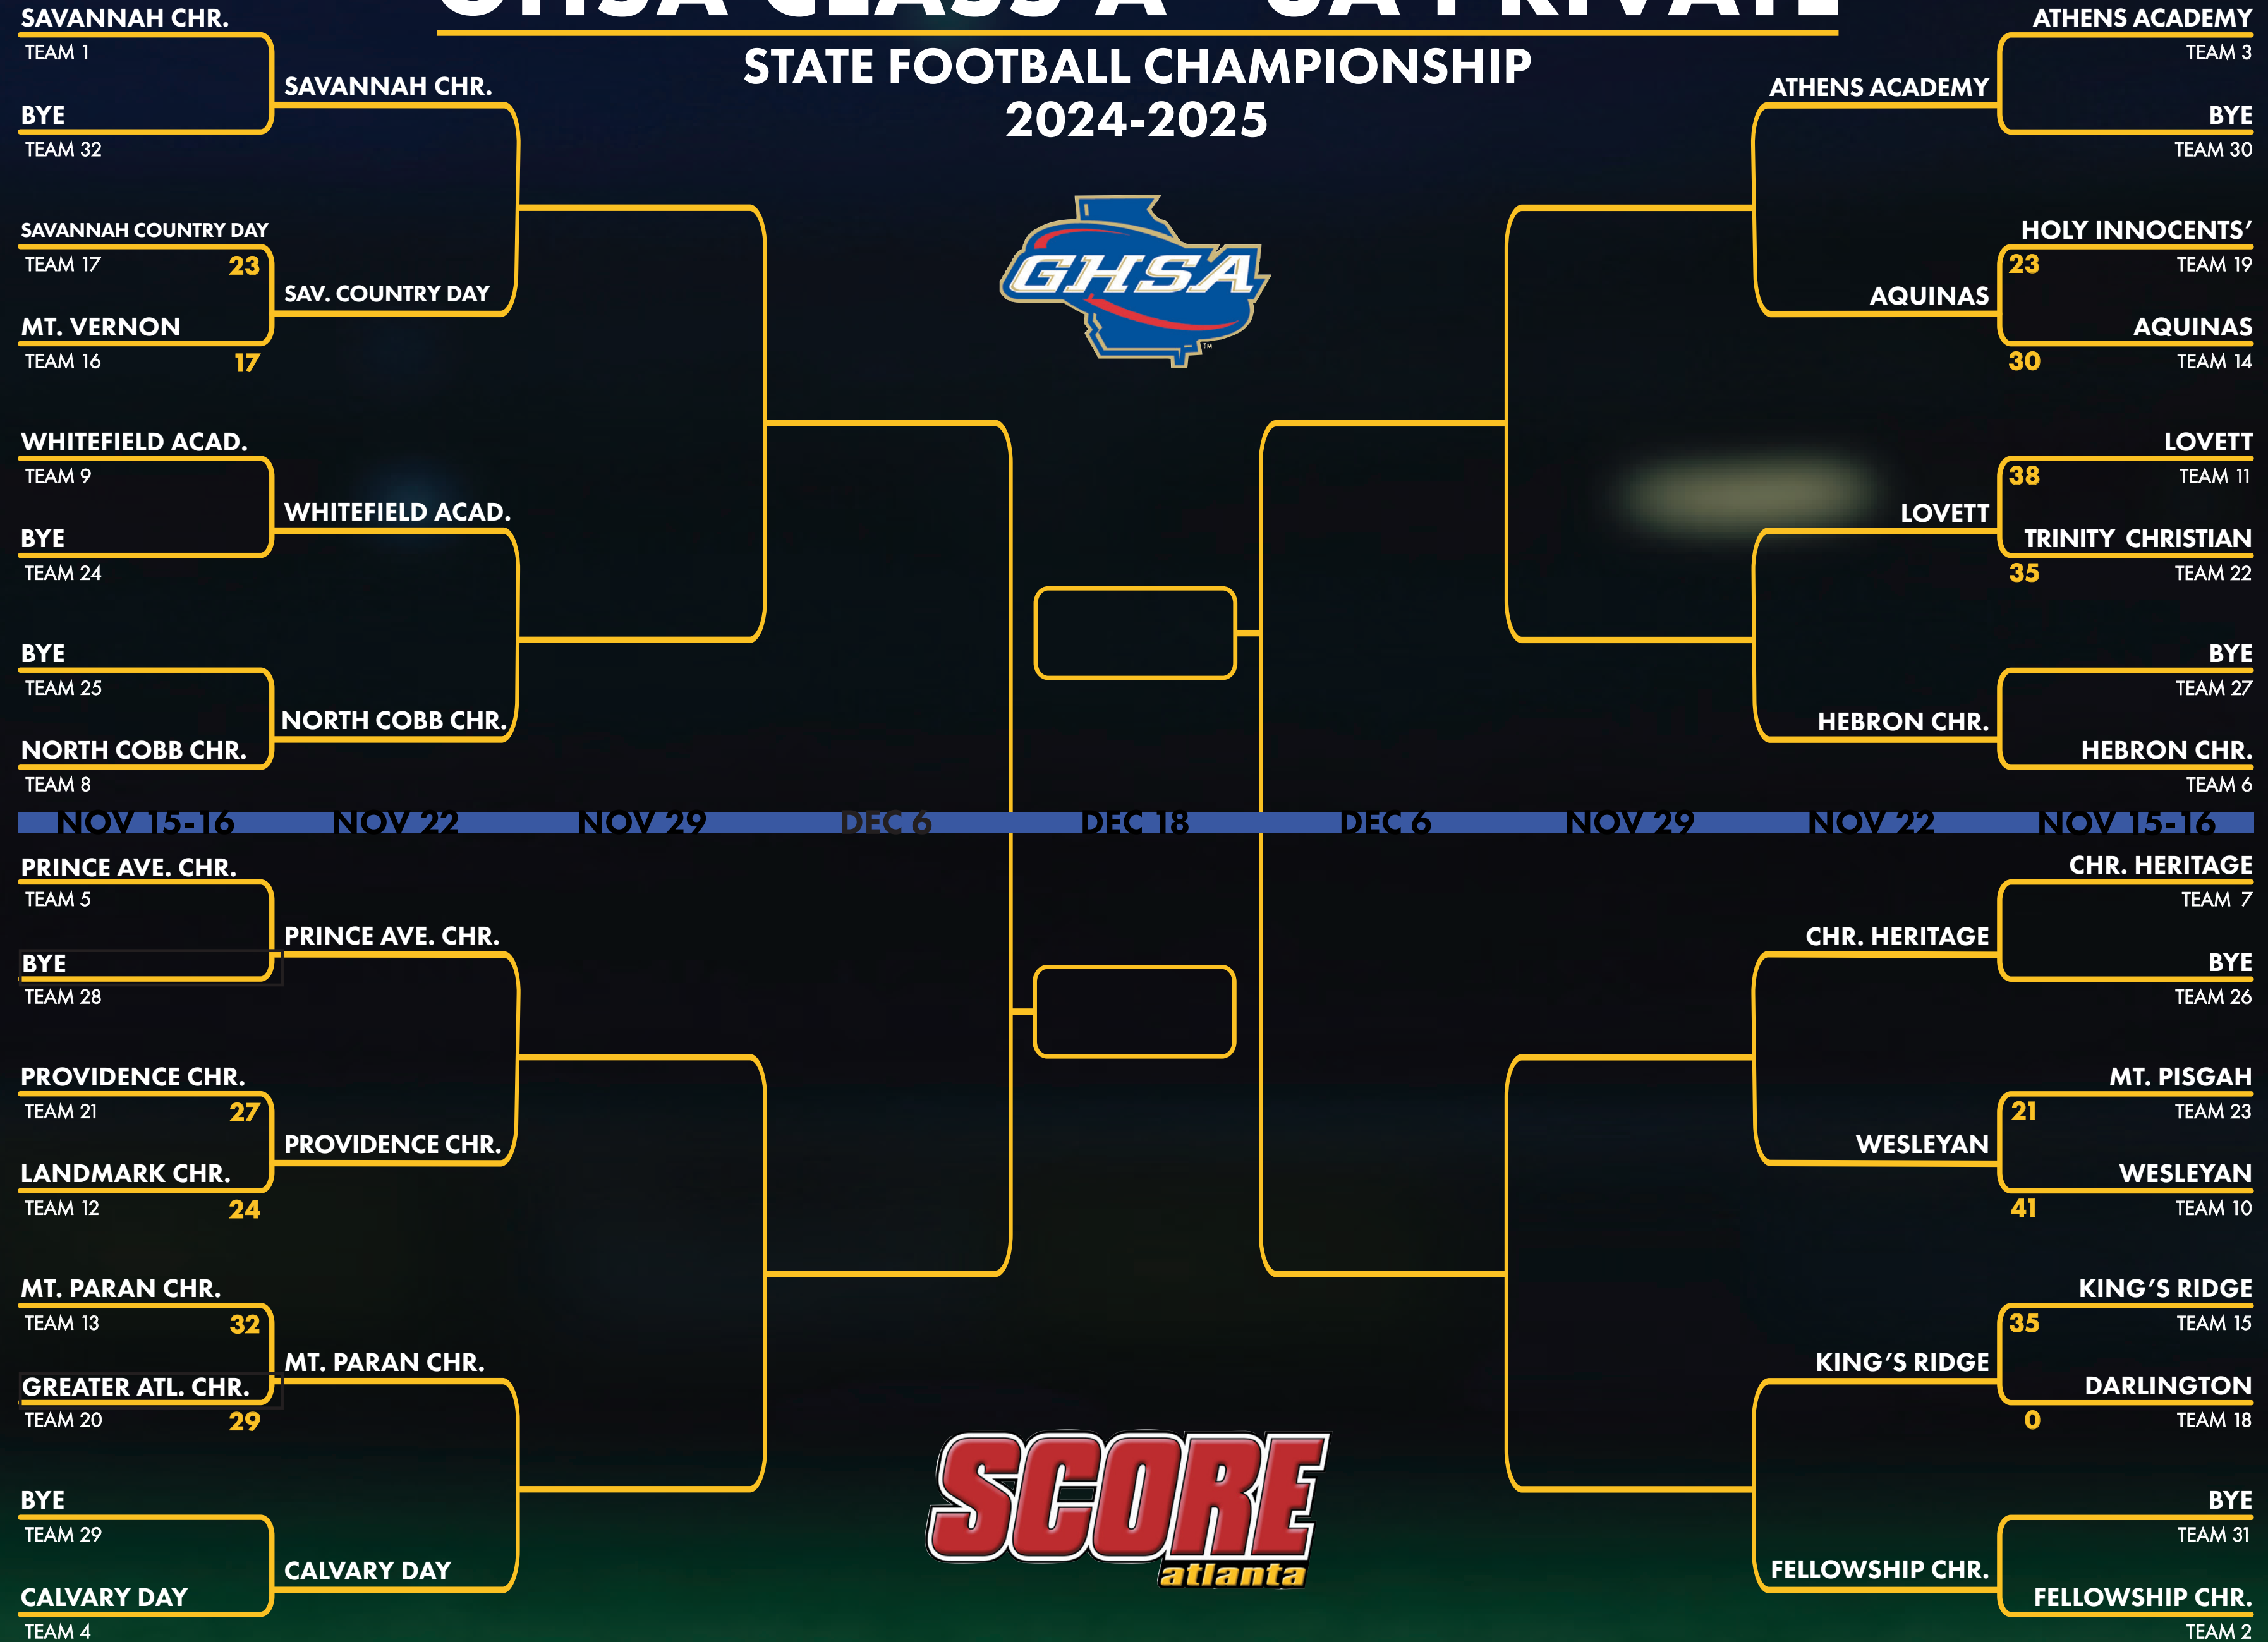 GHSA CLASS A - 3A PRIVATE
STATE FOOTBALL CHAMPIONSHIP
2024-2025
SAVANNAH CHR.
TEAM 1
BYE
TEAM 32
SAVANNAH CHR.
SAVANNAH COUNTRY DAY
TEAM 17 23
MT. VERNON
TEAM 16 17
SAV. COUNTRY DAY
WHITEFIELD ACAD.
TEAM 9
BYE
TEAM 24
WHITEFIELD ACAD.
BYE
TEAM 25
NORTH COBB CHR.
TEAM 8
NORTH COBB CHR.
GHSA
TM
ATHENS ACADEMY
TEAM 3
BYE
TEAM 30
ATHENS ACADEMY
HOLY INNOCENTS’
23 TEAM 19
AQUINAS
30 TEAM 14
AQUINAS
LOVETT
38 TEAM 11
TRINITY CHRISTIAN
35 TEAM 22
LOVETT
BYE
TEAM 27
HEBRON CHR.
TEAM 6
HEBRON CHR.
NOV 15-16 NOV 22 NOV 29 DEC 6 DEC 18 DEC 6 NOV 29 NOV 22 NOV 15-16
PRINCE AVE. CHR.
TEAM 5
BYE
TEAM 28
PRINCE AVE. CHR.
PROVIDENCE CHR.
TEAM 21 27
LANDMARK CHR.
TEAM 12 24
PROVIDENCE CHR.
MT. PARAN CHR.
TEAM 13 32
GREATER ATL. CHR.
TEAM 20 29
MT. PARAN CHR.
BYE
TEAM 29
CALVARY DAY
TEAM 4
CALVARY DAY
SCORE
atlanta
CHR. HERITAGE
TEAM 7
BYE
TEAM 26
CHR. HERITAGE
MT. PISGAH
21 TEAM 23
WESLEYAN
41 TEAM 10
WESLEYAN
KING’S RIDGE
35 TEAM 15
DARLINGTON
0 TEAM 18
KING’S RIDGE
BYE
TEAM 31
FELLOWSHIP CHR.
TEAM 2
FELLOWSHIP CHR.